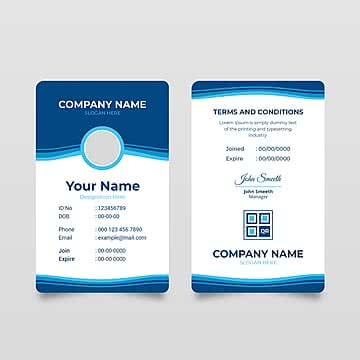 COMPANY NAME
SLOGAN HERE
Your Name
Designation Here
ID No : 123456789
DOB : 00-00-00
Phone : 000 123 456 7890
Email : example@mail.com
Join : 00/00/0000
Expire : 00/00/0000
TERMS AND CONDITIONS
Lorem Ipsum is simply dummy
text of the printing and
typesetting industry.
Joined : 00/00/0000
Expire : 00/00/0000
John Smeeth
John Smeeth
Manager
QR
COMPANY NAME
SLOGAN HERE